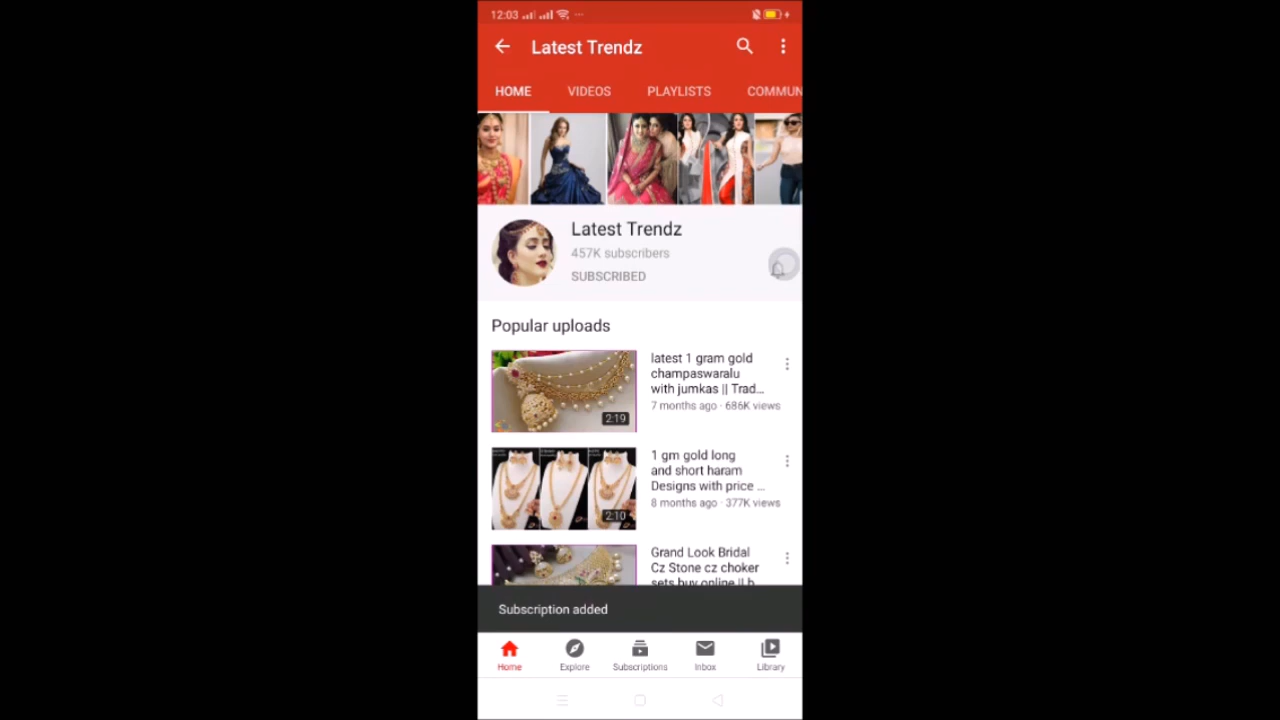 12:03
Latest Trendz
HOME VIDEOS PLAYLISTS COMMUN
Latest Trendz
457K subscribers
SUBSCRIBED
Popular uploads
latest 1 gram gold
champaswaralu
with jumkas || Trad...
7 months ago · 686K views
2:19
1 gm gold long
and short haram
Designs with price ...
8 months ago · 377K views
2:10
Grand Look Bridal
Cz Stone cz choker
sets buy online || b
Subscription added
Home Explore Subscriptions Inbox Library